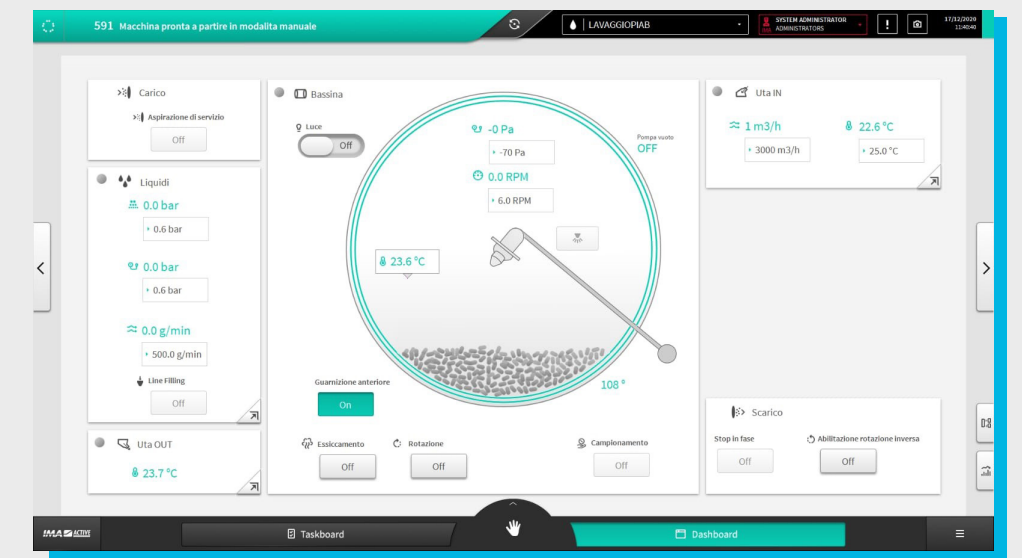 591 Macchina pronta a partire in modalita manuale
LAVAGGIOPIAB
SYSTEM ADMINISTRATOR
ADMINISTRATORS
17/12/2020
11:40:40
Carico
Aspirazione di servizio
Off
Liquidi
0.0 bar
0.6 bar
0.0 bar
0.6 bar
0.0 g/min
500.0 g/min
Line Filling
Off
Uta OUT
23.7 °C
Bassina
Luce
Off
-0 Pa
-70 Pa
Pompa vuoto
OFF
0.0 RPM
6.0 RPM
23.6 °C
108 °
Guarnizione anteriore
On
Essiccamento
Off
Rotazione
Off
Campionamento
Off
Uta IN
1 m3/h
22.6 °C
3000 m3/h
25.0 °C
Scarico
Stop in fase
Off
Abilitazione rotazione inversa
Off
IMA ACTIVE
Taskboard
Dashboard